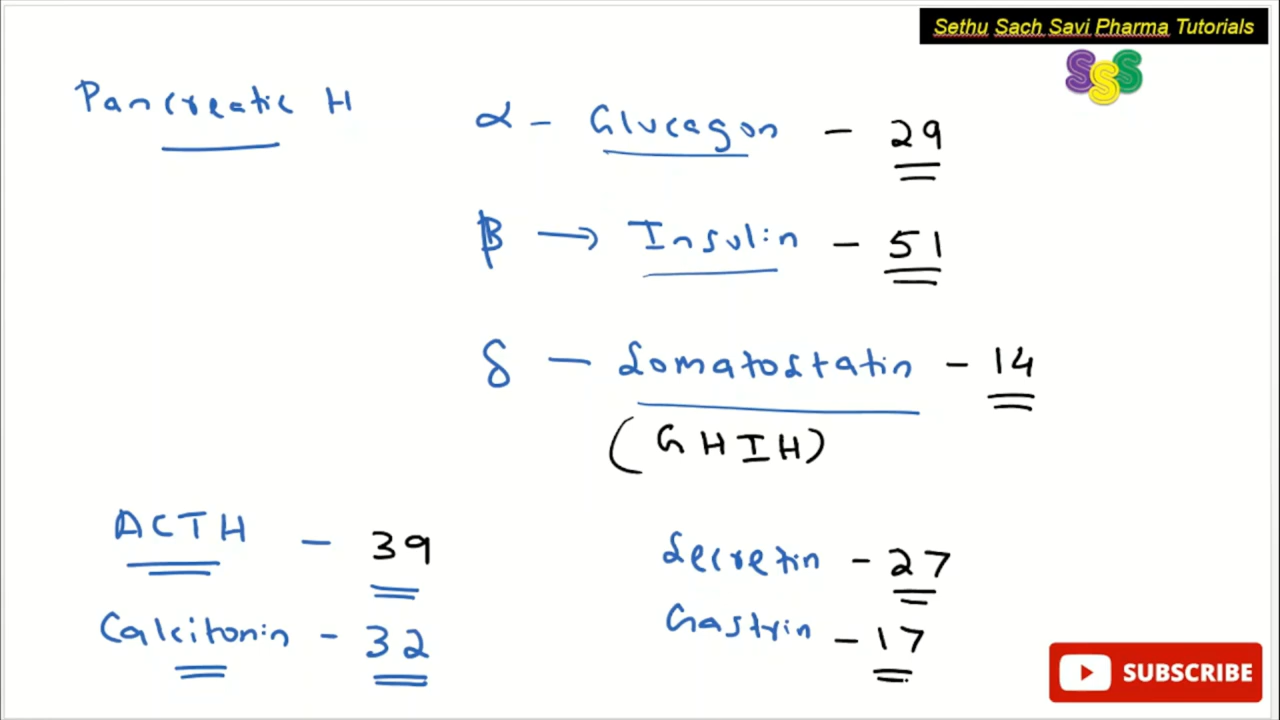 Sethu Sach Savi Pharma Tutorials
SSS
Pancreatic H
α - Glucagon - 29
β → Insulin - 51
δ - Somatostatin - 14
(GHIH)
ACTH - 39
Calcitonin - 32
Secretin - 27
Gastrin - 17
SUBSCRIBE